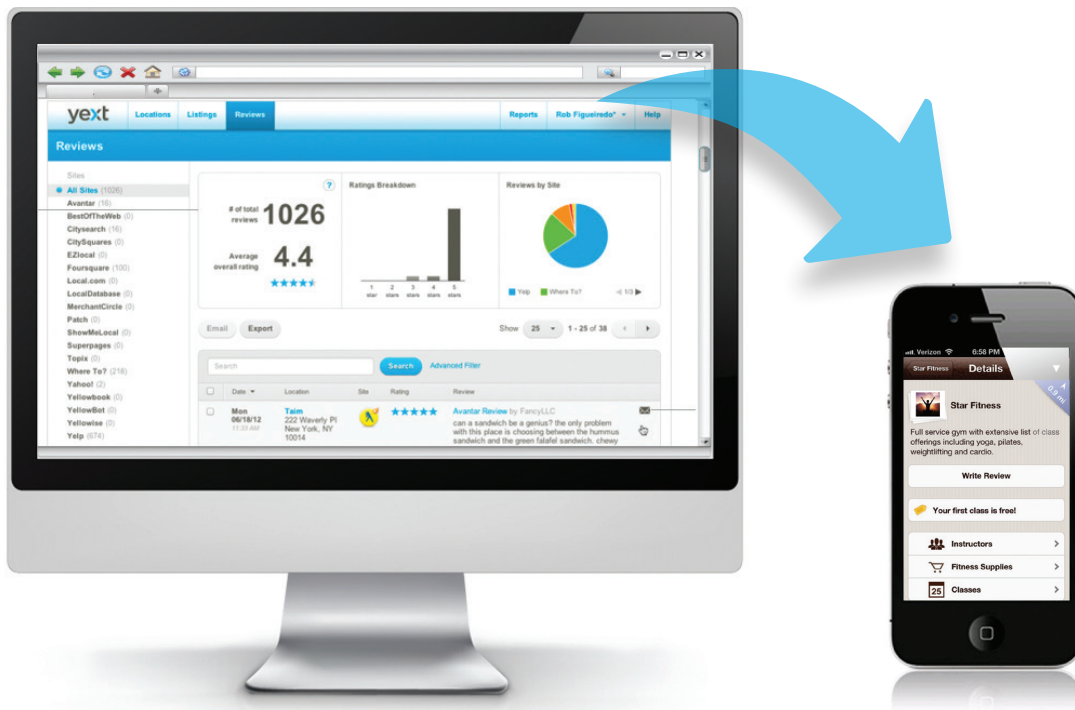 yext
Locations
Listings
Reviews
Reports
Rob Figueiredo*
Help
Reviews
Sites
All Sites (1026)
Avantar (16)
BestOfTheWeb (0)
Citysearch (16)
CitySquares (0)
EZlocal (0)
Foursquare (100)
Local.com (0)
LocalDatabase (0)
MerchantCircle (0)
Patch (0)
ShowMeLocal (0)
Superpages (0)
Topix (0)
Where To? (218)
Yahoo! (2)
Yellowbook (0)
YellowBot (0)
Yellowise (0)
Yelp (674)
?
# of total
reviews
1026
Average
overall rating
4.4
Ratings Breakdown
1 2 3 4 5
star stars stars stars stars
Reviews by Site
Yelp
Where To?
1/3
Email
Export
Show 25
1 - 25 of 38
Search
Search
Advanced Filter
Date
Location
Site
Rating
Review
Mon
06/18/12
11:33 AM
Taim
222 Waverly Pl
New York, NY
10014
Avantar Review by FancyLLC
can a sandwich be a genius? the only problem
with this place is choosing between the hummus
sandwich and the green falafel sandwich. chewy
Verizon
6:58 PM
Star Fitness
Details
0.9 mi
Star Fitness
Full service gym with extensive list of class
offerings including yoga, pilates,
weightlifting and cardio.
Write Review
Your first class is free!
Instructors
Fitness Supplies
25
Classes